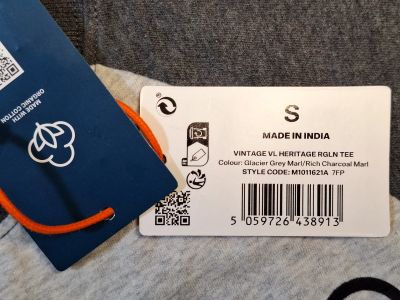 MADE WITH
ORGANIC COTTON
S
MADE IN INDIA
VINTAGE VL HERITAGE RGLN TEE
Colour: Glacier Grey Marl/Rich Charcoal Marl
STYLE CODE: M1011621A 7FP
5 059726 438913